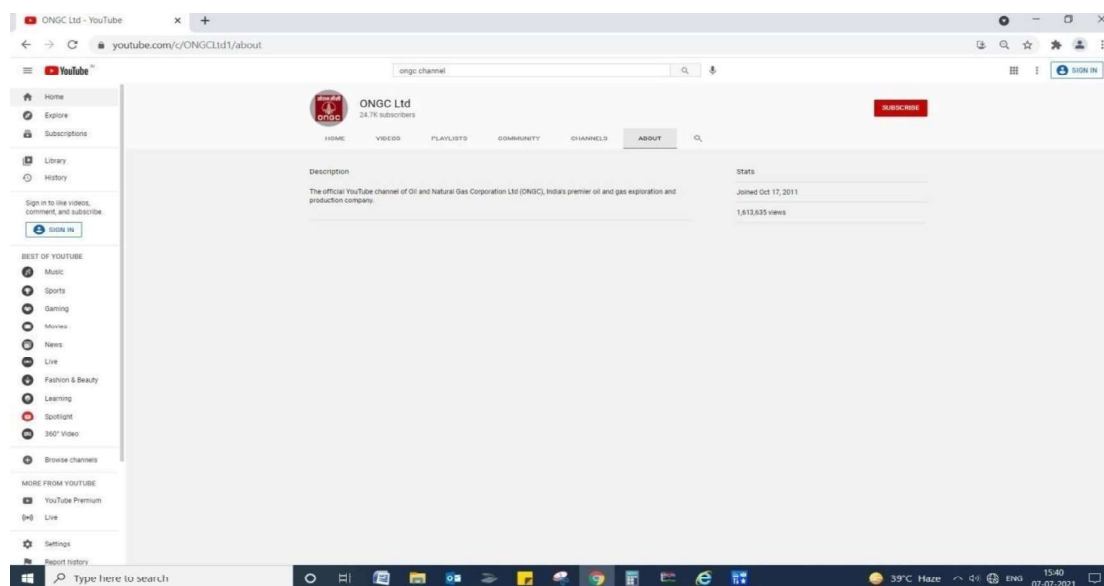 ONGC Ltd - YouTube
youtube.com/c/ONGCLtd1/about
YouTube IN
ongc channel
SIGN IN
Home
Explore
Subscriptions
Library
History
Sign in to like videos,
comment, and subscribe.
SIGN IN
BEST OF YOUTUBE
Music
Sports
Gaming
Movies
News
Live
Fashion & Beauty
Learning
Spotlight
360° Video
Browse channels
MORE FROM YOUTUBE
YouTube Premium
Live
Settings
Report history
ongc
ONGC Ltd
24.7K subscribers
SUBSCRIBE
HOME VIDEOS PLAYLISTS COMMUNITY CHANNELS ABOUT
Description
The official YouTube channel of Oil and Natural Gas Corporation Ltd (ONGC), India's premier oil and gas exploration and
production company.
Stats
Joined Oct 17, 2011
1,613,635 views
Type here to search
39°C Haze
ENG
15:40
07-07-2021